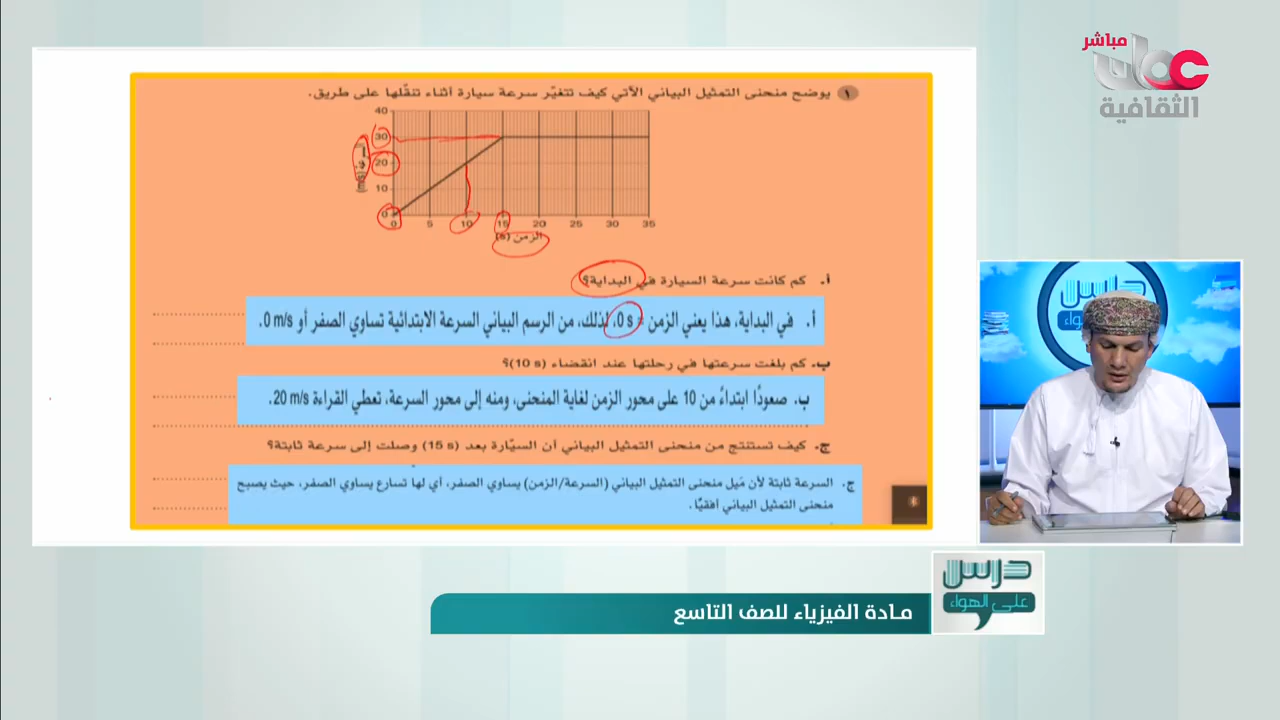 مباشر
عمان
الثقافية
١ يوضح منحنى التمثيل البياني الآتي كيف تتغيّر سرعة سيارة أثناء تنقّلها على طريق.
40
30
20
10
0
السرعة (m/s)
0 5 10 15 20 25 30 35
الزمن (s)
أ. كم كانت سرعة السيارة في البداية؟
أ. في البداية، هذا يعني الزمن = 0 s، لذلك، من الرسم البياني السرعة الابتدائية تساوي الصفر أو 0 m/s.
ب. كم بلغت سرعتها في رحلتها عند انقضاء (10 s)؟
ب. صعودًا ابتداءً من 10 على محور الزمن لغاية المنحنى، ومنه إلى محور السرعة، تعطي القراءة 20 m/s.
ج. كيف تستنتج من منحنى التمثيل البياني أن السيّارة بعد (15 s) وصلت إلى سرعة ثابتة؟
ج. السرعة ثابتة لأن مَيل منحنى التمثيل البياني (السرعة/الزمن) يساوي الصفر، أي لها تسارع يساوي الصفر، حيث يصبح
منحنى التمثيل البياني أفقيًا.
درس
على الهواء
مـادة الفيزياء للصف التاسع